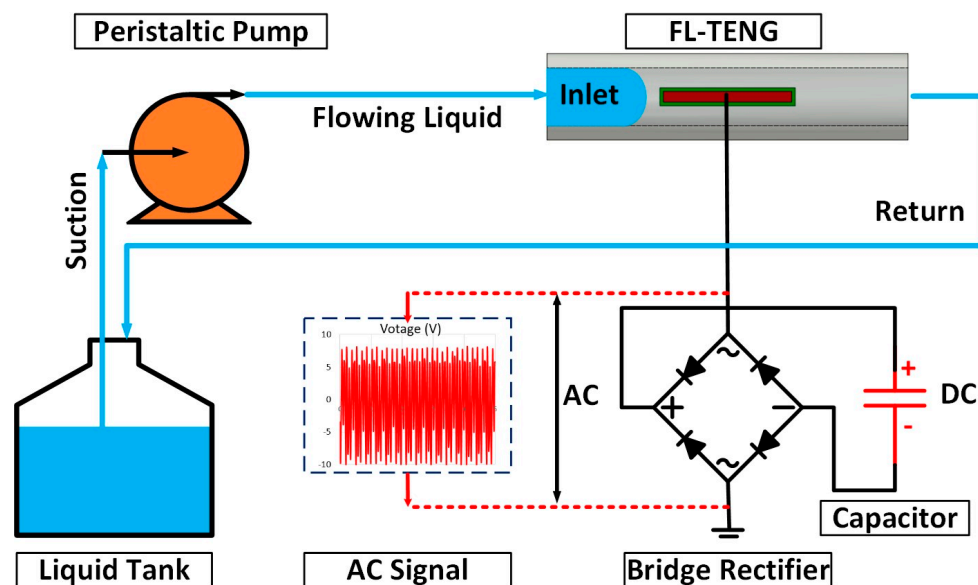 Peristaltic Pump
FL-TENG
Inlet
Flowing Liquid
Suction
Return
Votage (V)
10
5
0
-5
-10
AC
~
+
−
~
+
-
DC
Capacitor
Liquid Tank
AC Signal
Bridge Rectifier